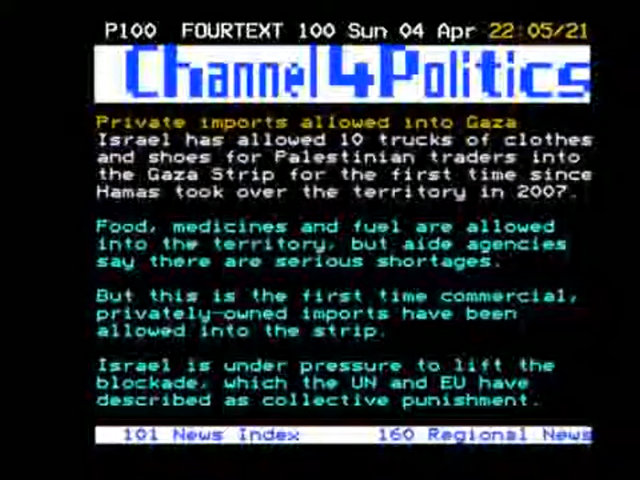 P100 FOURTEXT 100 Sun 04 Apr 22:05/21
Channel4Politics
Private imports allowed into Gaza
Israel has allowed 10 trucks of clothes
and shoes for Palestinian traders into
the Gaza Strip for the first time since
Hamas took over the territory in 2007.
Food, medicines and fuel are allowed
into the territory, but aide agencies
say there are serious shortages.
But this is the first time commercial,
privately-owned imports have been
allowed into the strip.
Israel is under pressure to lift the
blockade, which the UN and EU have
described as collective punishment.
101 News Index 160 Regional News